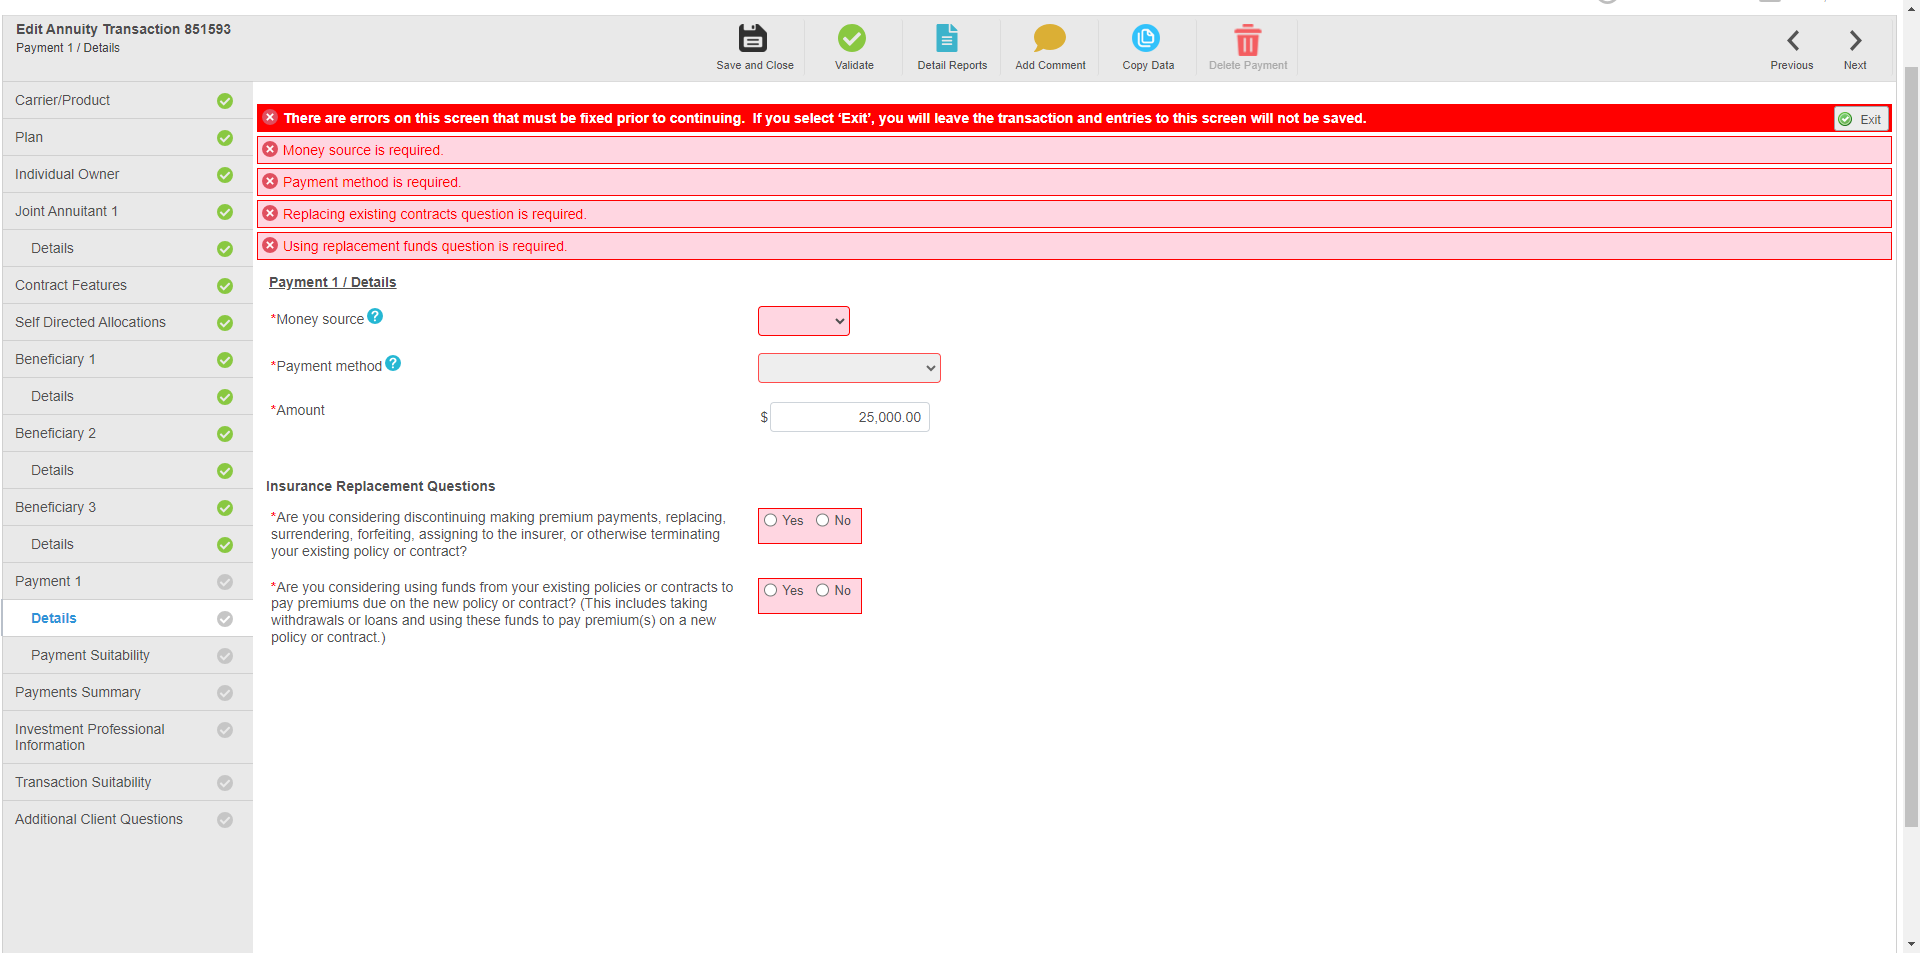 Edit Annuity Transaction 851593
Payment 1 / Details
Save and Close
Validate
Detail Reports
Add Comment
Copy Data
Delete Payment
Previous
Next
Carrier/Product
Plan
Individual Owner
Joint Annuitant 1
Details
Contract Features
Self Directed Allocations
Beneficiary 1
Details
Beneficiary 2
Details
Beneficiary 3
Details
Payment 1
Details
Payment Suitability
Payments Summary
Investment Professional
Information
Transaction Suitability
Additional Client Questions
There are errors on this screen that must be fixed prior to continuing. If you select ‘Exit’, you will leave the transaction and entries to this screen will not be saved.
Exit
Money source is required.
Payment method is required.
Replacing existing contracts question is required.
Using replacement funds question is required.
Payment 1 / Details
*Money source ?
*Payment method ?
*Amount
$ 25,000.00
Insurance Replacement Questions
*Are you considering discontinuing making premium payments, replacing,
surrendering, forfeiting, assigning to the insurer, or otherwise terminating
your existing policy or contract?
Yes No
*Are you considering using funds from your existing policies or contracts to
pay premiums due on the new policy or contract? (This includes taking
withdrawals or loans and using these funds to pay premium(s) on a new
policy or contract.)
Yes No